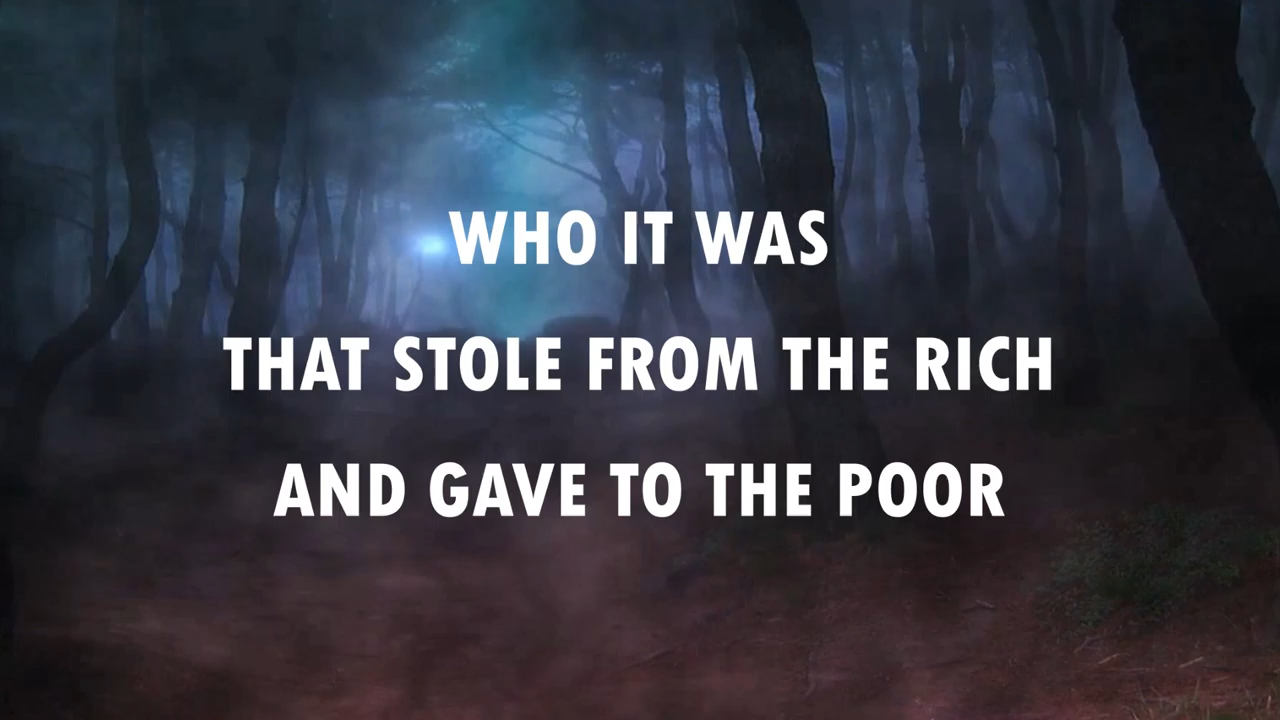 WHO IT WAS
THAT STOLE FROM THE RICH
AND GAVE TO THE POOR